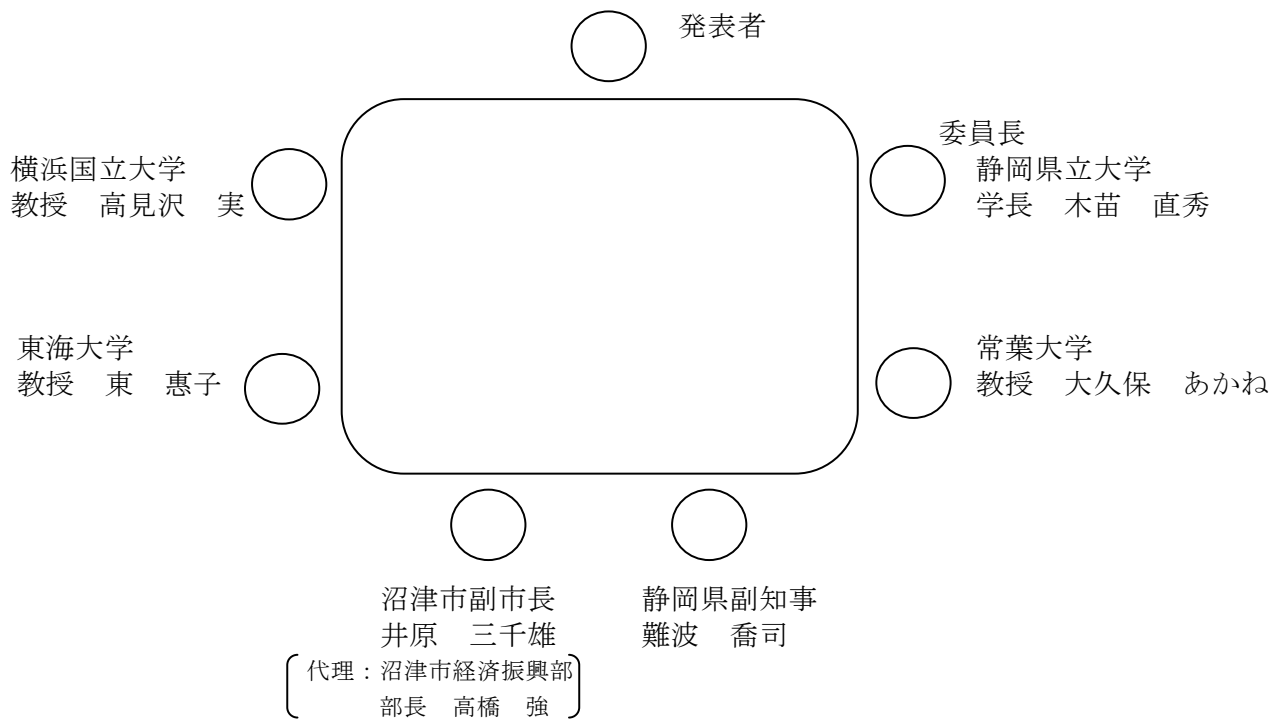 発表者
委員長
静岡県立大学
学長　木苗　直秀
横浜国立大学
教授　高見沢　実
常葉大学
教授　大久保　あかね
東海大学
教授　東　惠子
沼津市副市長
井原　三千雄
代理：沼津市経済振興部
部長　高橋　強
静岡県副知事
難波　喬司